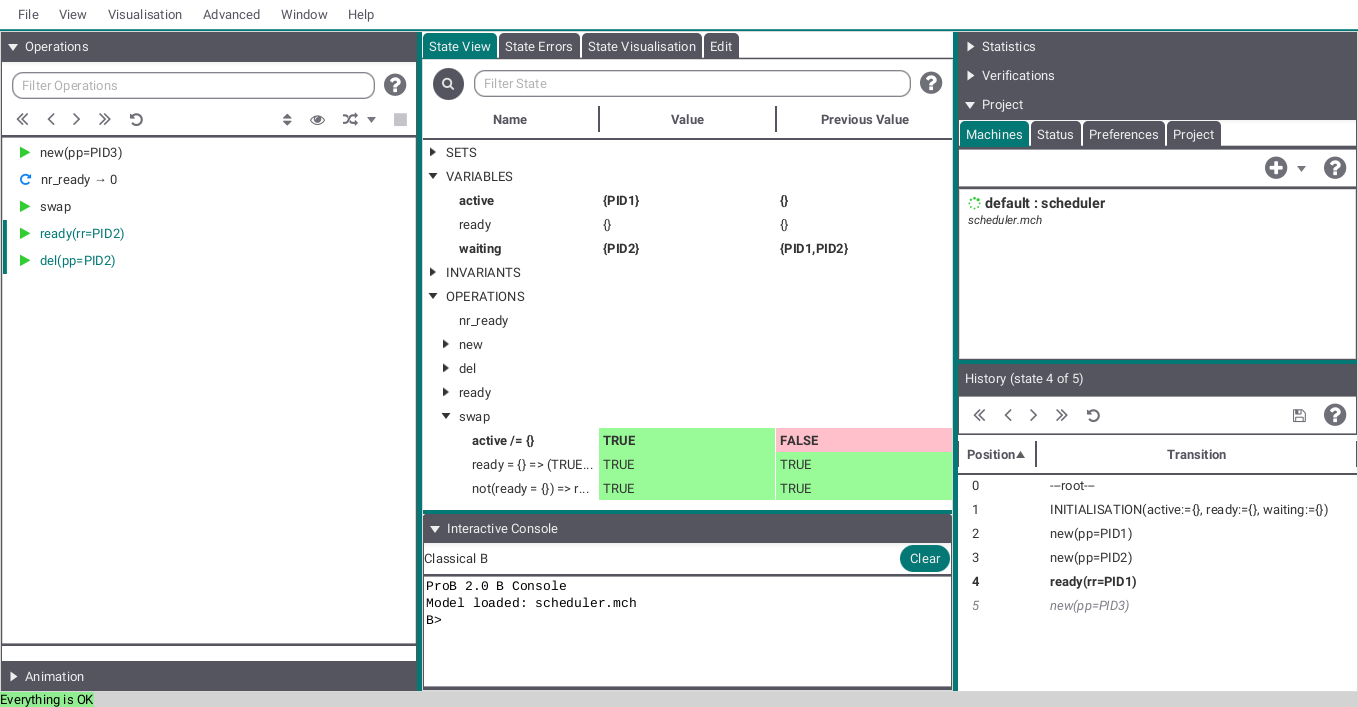 File View Visualisation Advanced Window Help
Operations
Filter Operations
new(pp=PID3)
nr_ready → 0
swap
ready(rr=PID2)
del(pp=PID2)
Animation
State View State Errors State Visualisation Edit
Filter State
Name Value Previous Value
SETS
VARIABLES
active {PID1} {}
ready {} {}
waiting {PID2} {PID1,PID2}
INVARIANTS
OPERATIONS
nr_ready
new
del
ready
swap
active /= {} TRUE FALSE
ready = {} => (TRUE... TRUE TRUE
not(ready = {}) => r... TRUE TRUE
Interactive Console
Classical B Clear
ProB 2.0 B Console
Model loaded: scheduler.mch
B>
Statistics
Verifications
Project
Machines Status Preferences Project
default : scheduler
scheduler.mch
History (state 4 of 5)
Position Transition
0 ---root---
1 INITIALISATION(active:={}, ready:={}, waiting:={})
2 new(pp=PID1)
3 new(pp=PID2)
4 ready(rr=PID1)
5 new(pp=PID3)
Everything is OK